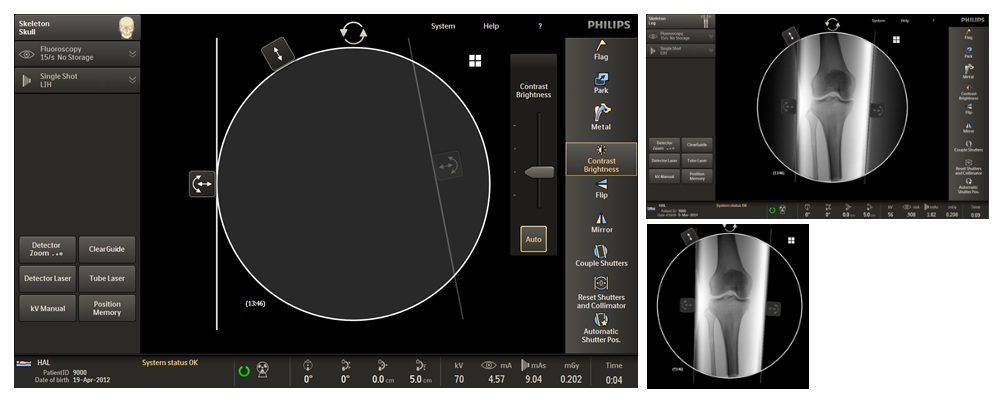 Skeleton
Skull
Fluoroscopy
15/s No Storage
Single Shot
LIH
System
Help
?
PHILIPS
Contrast
Brightness
Auto
Flag
Park
Metal
Contrast
Brightness
Flip
Mirror
Couple Shutters
Reset Shutters
and Collimator
Automatic
Shutter Pos.
(13:46)
Detector
Zoom
ClearGuide
Detector Laser
Tube Laser
kV Manual
Position
Memory
HAL
PatientID 9000
Date of birth 19-Apr-2012
System status OK
0°
0°
0.0 cm
5.0 cm
kV
70
mA
4.57
mAs
9.04
mGy
0.202
Time
0:04
Skeleton
Leg
Fluoroscopy
15/s No Storage
Single Shot
LIH
System
Help
?
PHILIPS
Flag
Park
Metal
Contrast
Brightness
Flip
Mirror
Couple Shutters
Reset Shutters
and Collimator
Automatic
Shutter Pos.
(13:46)
Detector
Zoom
ClearGuide
Detector Laser
Tube Laser
kV Manual
Position
Memory
HAL
System status OK
0°
0°
0.0 cm
5.0 cm
kV
56
mA
.908
mAs
1.82
mGy
0.208
Time
0:09
(13:46)